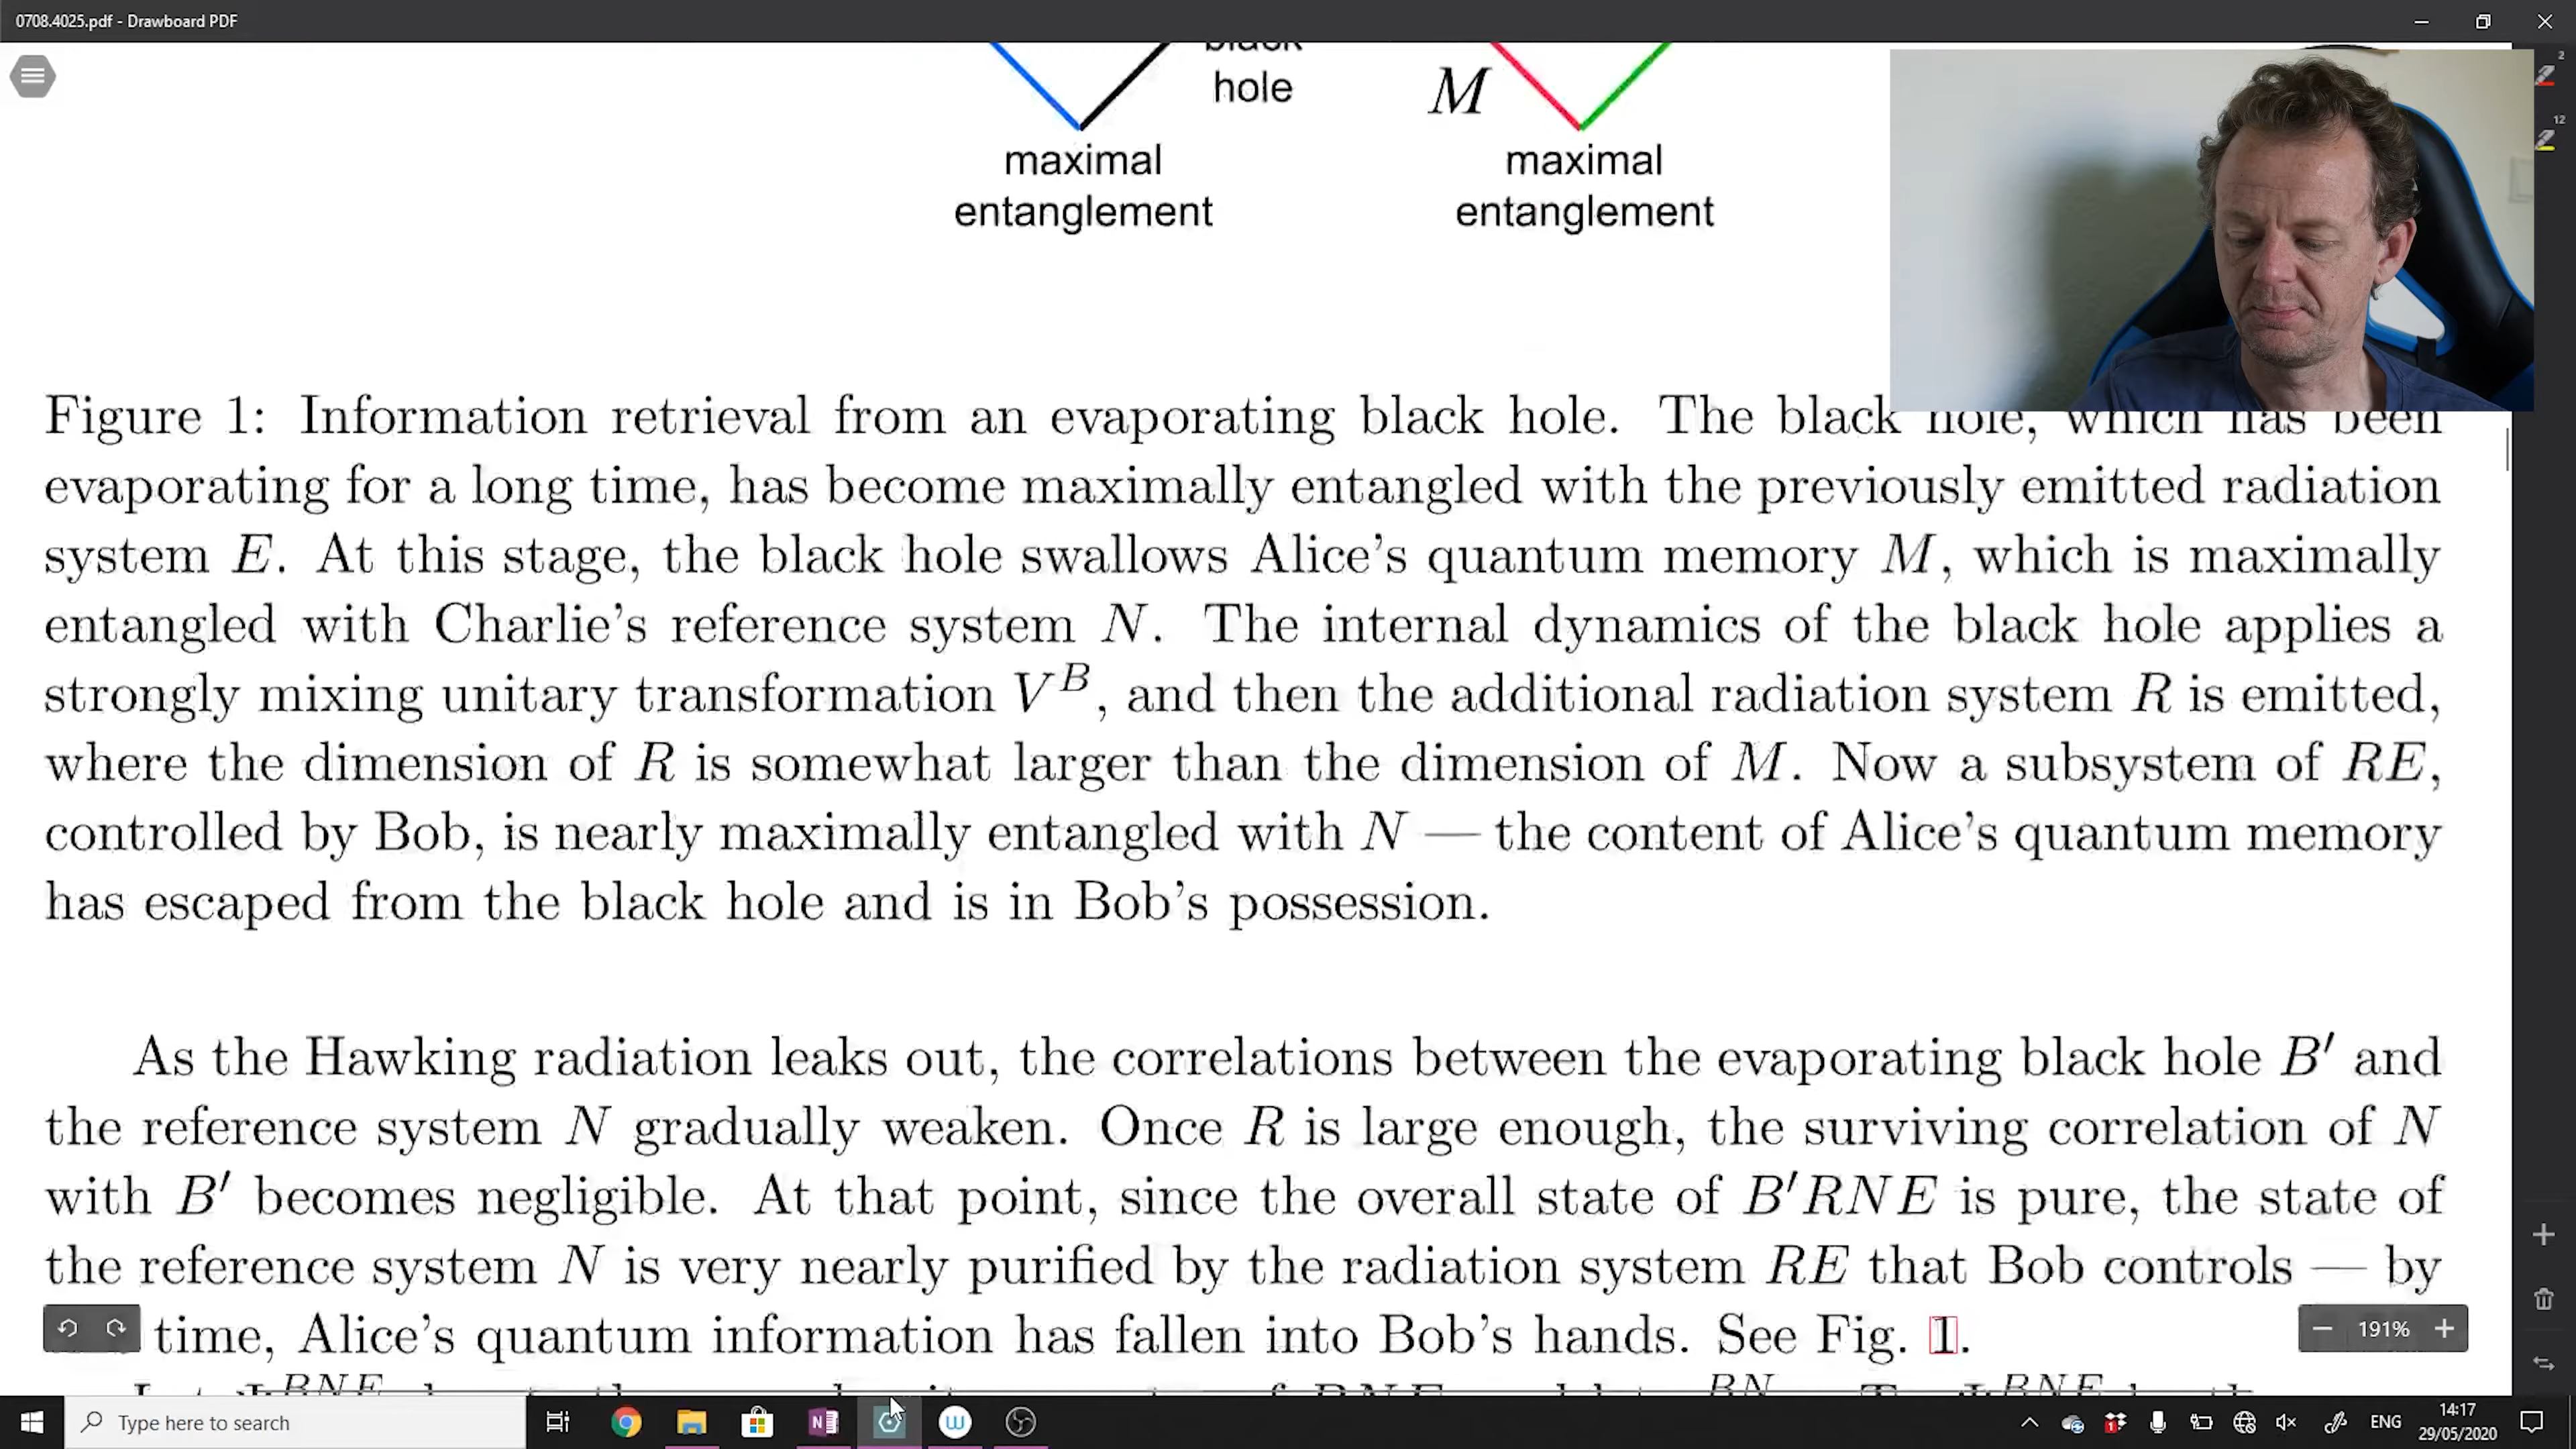 0708.4025.pdf - Drawboard PDF
black
hole
M
maximal
entanglement
maximal
entanglement
2
12
Figure 1: Information retrieval from an evaporating black hole. The black hole, which has been
evaporating for a long time, has become maximally entangled with the previously emitted radiation
system E. At this stage, the black hole swallows Alice's quantum memory M, which is maximally
entangled with Charlie's reference system N. The internal dynamics of the black hole applies a
strongly mixing unitary transformation V^B, and then the additional radiation system R is emitted,
where the dimension of R is somewhat larger than the dimension of M. Now a subsystem of RE,
controlled by Bob, is nearly maximally entangled with N — the content of Alice's quantum memory
has escaped from the black hole and is in Bob's possession.
As the Hawking radiation leaks out, the correlations between the evaporating black hole B′ and
the reference system N gradually weaken. Once R is large enough, the surviving correlation of N
with B′ becomes negligible. At that point, since the overall state of B′RNE is pure, the state of
the reference system N is very nearly purified by the radiation system RE that Bob controls — by
time, Alice's quantum information has fallen into Bob's hands. See Fig. 1.
191%
Type here to search
ENG
14:17
29/05/2020